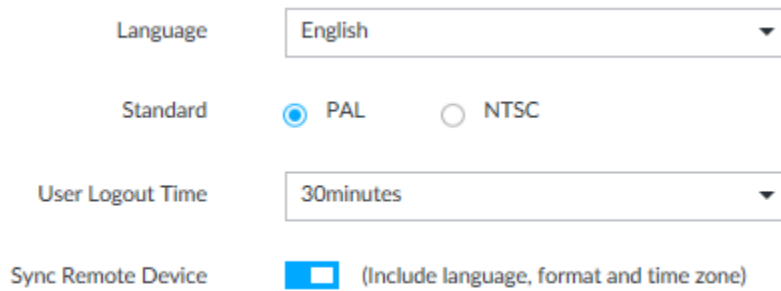 Language English
Standard PAL NTSC
User Logout Time 30minutes
Sync Remote Device (Include language, format and time zone)